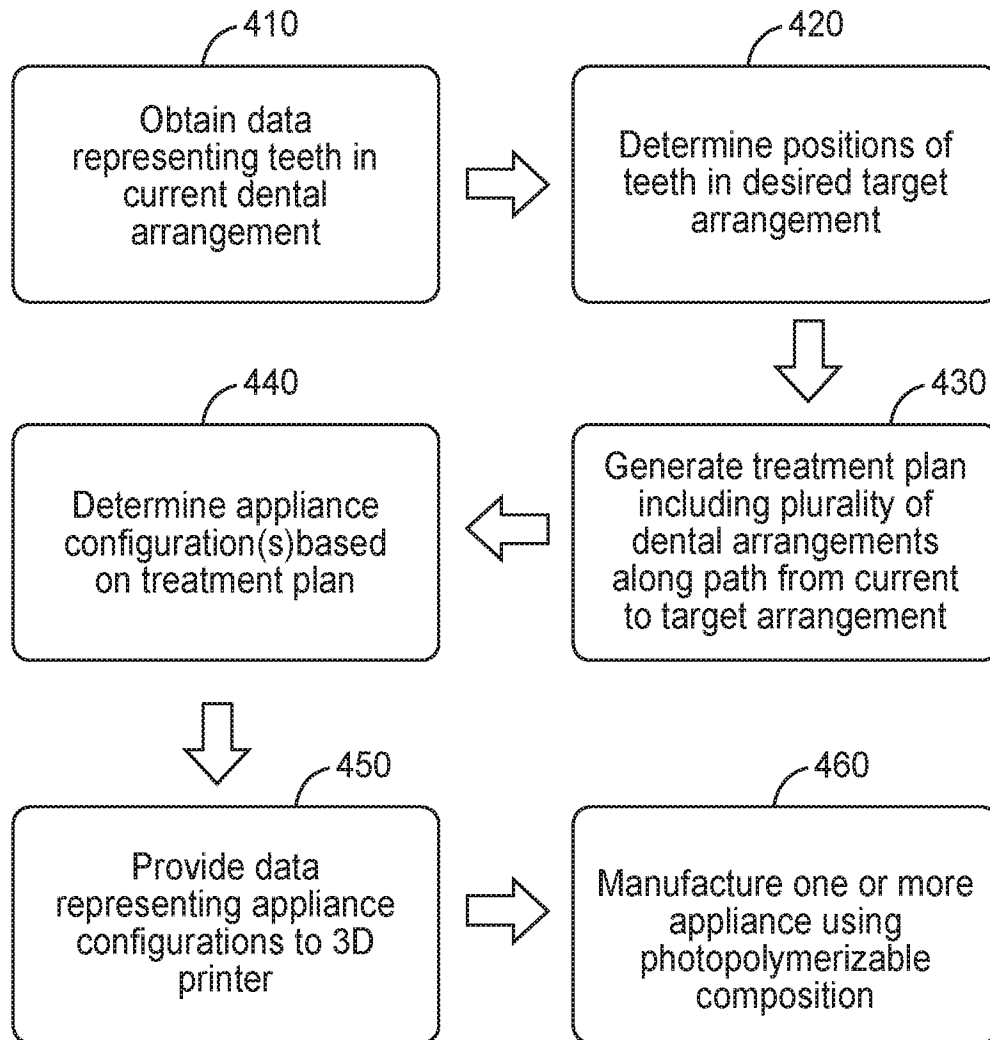 410
Obtain data
representing teeth in
current dental
arrangement
420
Determine positions of
teeth in desired target
arrangement
430
Generate treatment plan
including plurality of
dental arrangements
along path from current
to target arrangement
440
Determine appliance
configuration(s)based
on treatment plan
450
Provide data
representing appliance
configurations to 3D
printer
460
Manufacture one or more
appliance using
photopolymerizable
composition